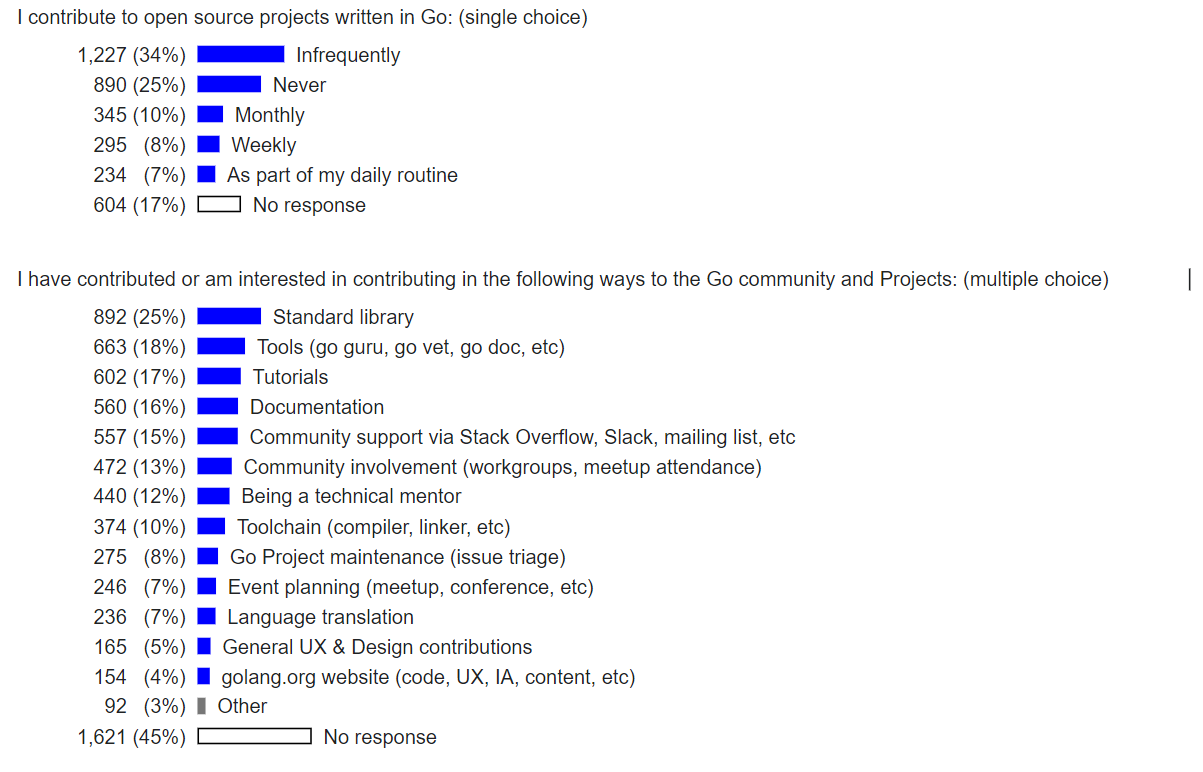 I contribute to open source projects written in Go: (single choice)
1,227 (34%) Infrequently
890 (25%) Never
345 (10%) Monthly
295 (8%) Weekly
234 (7%) As part of my daily routine
604 (17%) No response
I have contributed or am interested in contributing in the following ways to the Go community and Projects: (multiple choice)
892 (25%) Standard library
663 (18%) Tools (go guru, go vet, go doc, etc)
602 (17%) Tutorials
560 (16%) Documentation
557 (15%) Community support via Stack Overflow, Slack, mailing list, etc
472 (13%) Community involvement (workgroups, meetup attendance)
440 (12%) Being a technical mentor
374 (10%) Toolchain (compiler, linker, etc)
275 (8%) Go Project maintenance (issue triage)
246 (7%) Event planning (meetup, conference, etc)
236 (7%) Language translation
165 (5%) General UX & Design contributions
154 (4%) golang.org website (code, UX, IA, content, etc)
92 (3%) Other
1,621 (45%) No response